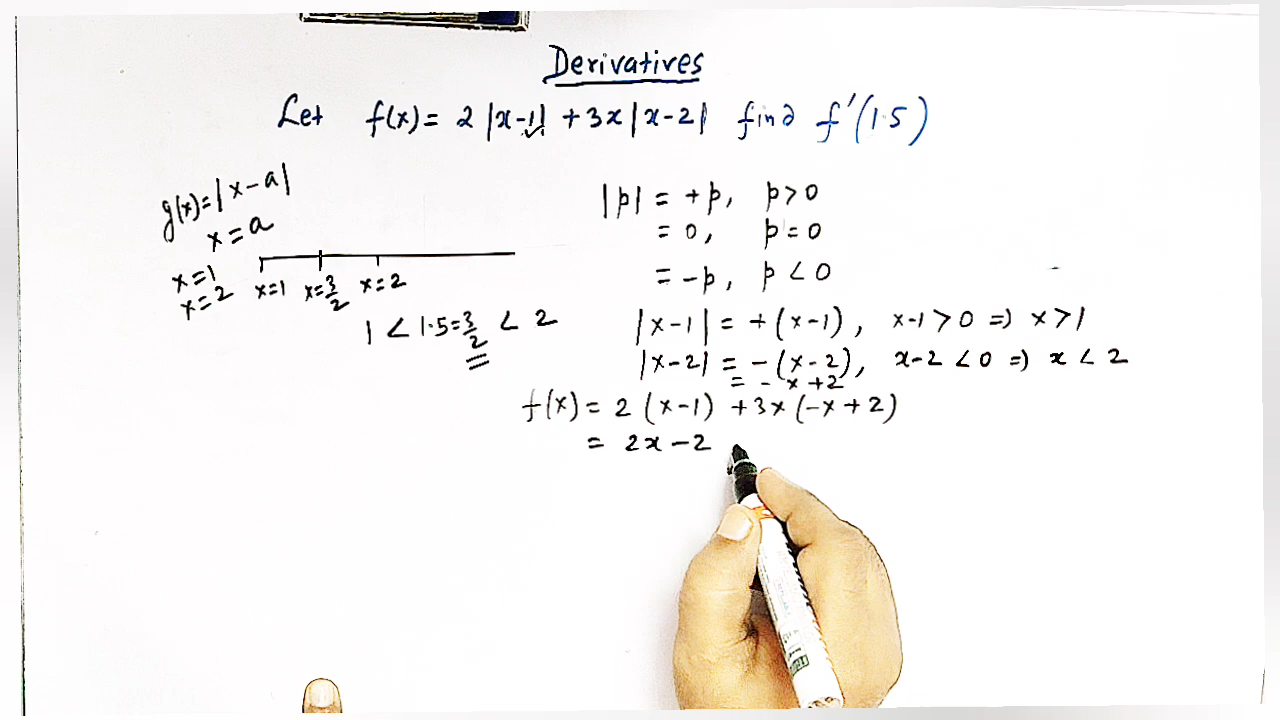 Derivatives
Let f(x) = 2 |x-1| + 3x |x-2| find f'(1.5)
g(x) = |x-a|
x = a
x = 1
x = 2
x=1 x=3/2 x=2
1 < 1.5 = 3/2 < 2
|p| = +p, p > 0
= 0, p = 0
= -p, p < 0
|x-1| = +(x-1), x-1 > 0 => x > 1
|x-2| = -(x-2), x-2 < 0 => x < 2
= -x+2
f(x) = 2 (x-1) + 3x (-x+2)
= 2x - 2